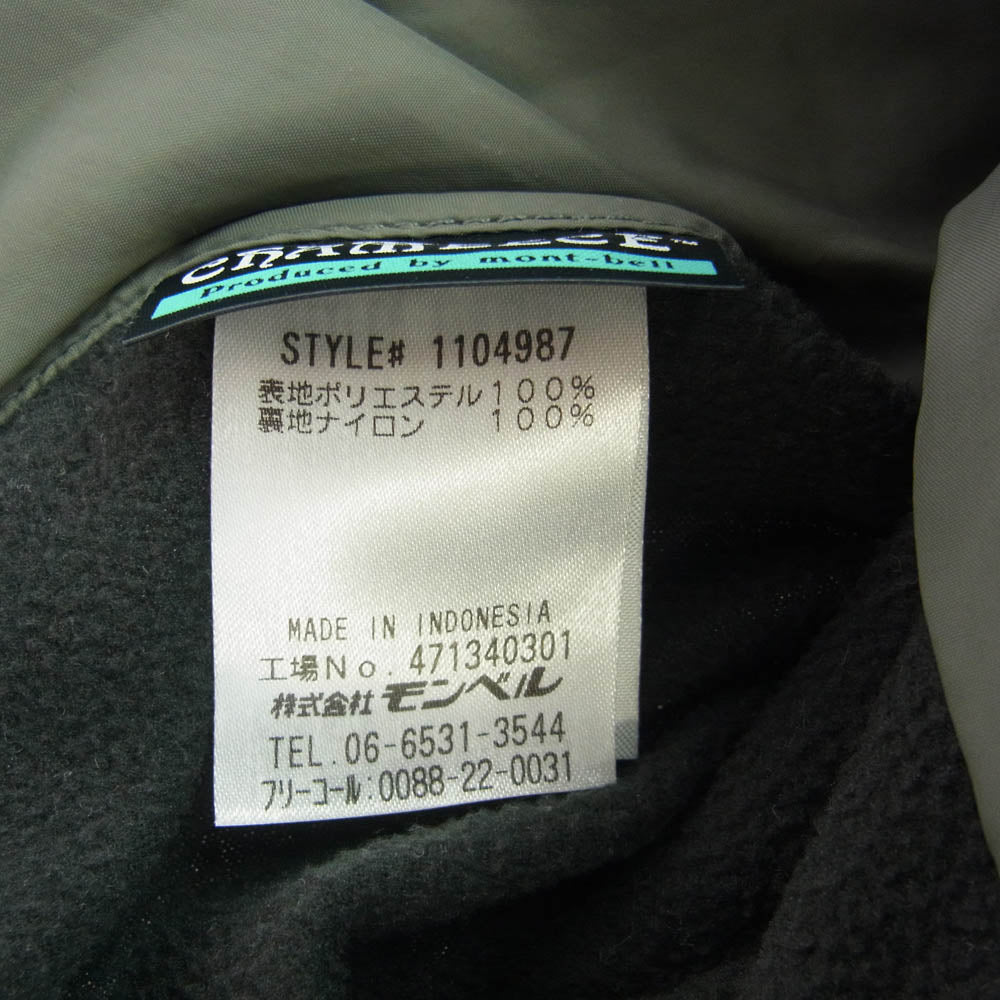 CHAMEECE™
Produced by mont-bell
STYLE# 1104987
表地ポリエステル100%
裏地ナイロン 100%
MADE IN INDONESIA
工場No. 471340301
株式会社モンベル
TEL. 06-6531-3544
フリーコール:0088-22-0031